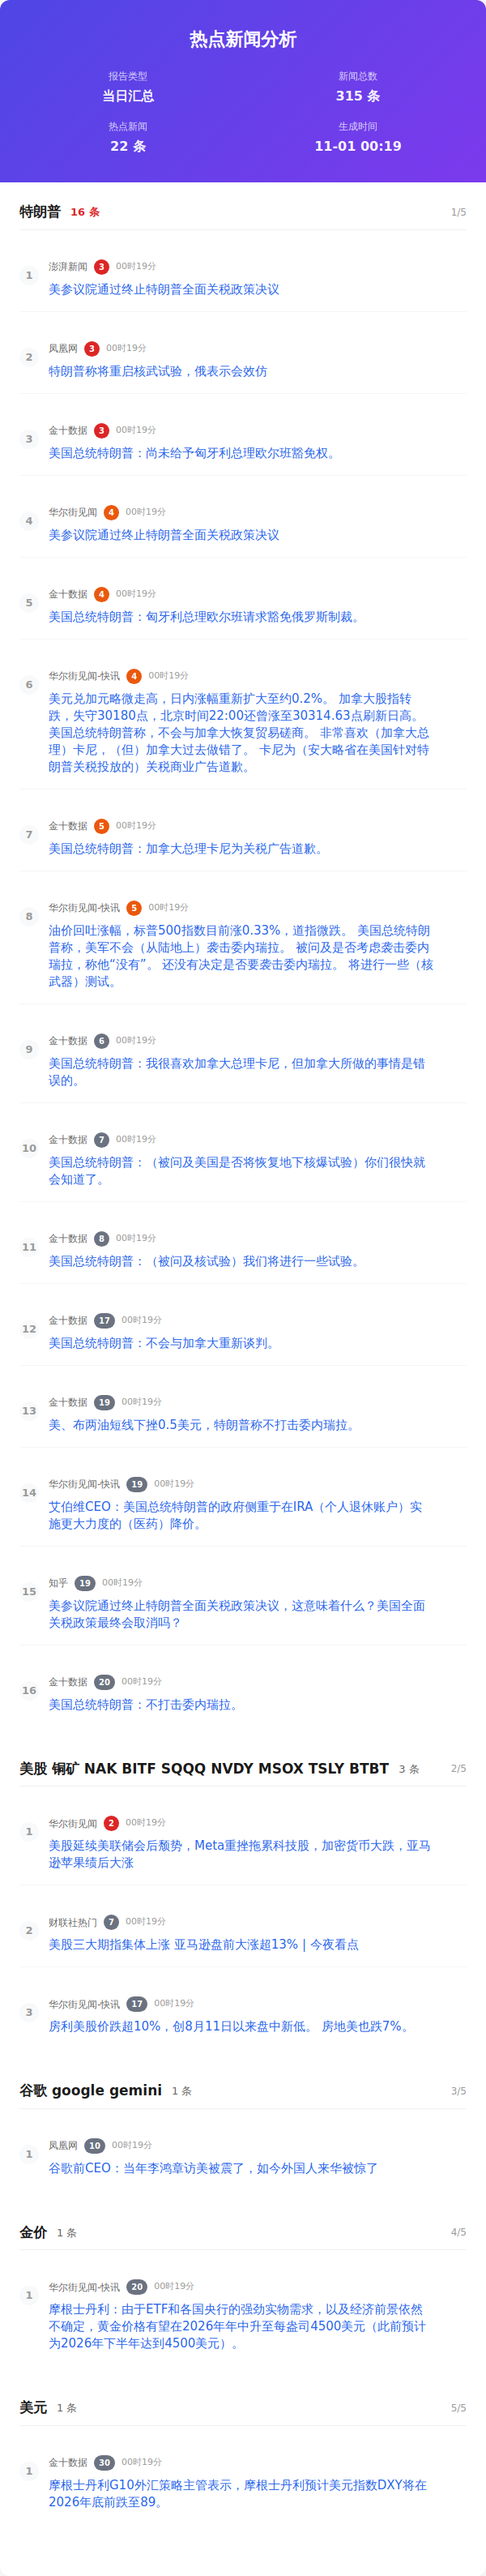 热点新闻分析
报告类型
当日汇总
新闻总数
315 条
热点新闻
22 条
生成时间
11-01 00:19
特朗普 16 条 1/5
1 澎湃新闻 3 00时19分
美参议院通过终止特朗普全面关税政策决议
2 凤凰网 3 00时19分
特朗普称将重启核武试验，俄表示会效仿
3 金十数据 3 00时19分
美国总统特朗普：尚未给予匈牙利总理欧尔班豁免权。
4 华尔街见闻 4 00时19分
美参议院通过终止特朗普全面关税政策决议
5 金十数据 4 00时19分
美国总统特朗普：匈牙利总理欧尔班请求豁免俄罗斯制裁。
6 华尔街见闻-快讯 4 00时19分
美元兑加元略微走高，日内涨幅重新扩大至约0.2%。 加拿大股指转
跌，失守30180点，北京时间22:00还曾涨至30314.63点刷新日高。
美国总统特朗普称，不会与加拿大恢复贸易磋商。 非常喜欢（加拿大总
理）卡尼，（但）加拿大过去做错了。 卡尼为（安大略省在美国针对特
朗普关税投放的）关税商业广告道歉。
7 金十数据 5 00时19分
美国总统特朗普：加拿大总理卡尼为关税广告道歉。
8 华尔街见闻-快讯 5 00时19分
油价回吐涨幅，标普500指数目前涨0.33%，道指微跌。 美国总统特朗
普称，美军不会（从陆地上）袭击委内瑞拉。 被问及是否考虑袭击委内
瑞拉，称他“没有”。 还没有决定是否要袭击委内瑞拉。 将进行一些（核
武器）测试。
9 金十数据 6 00时19分
美国总统特朗普：我很喜欢加拿大总理卡尼，但加拿大所做的事情是错
误的。
10 金十数据 7 00时19分
美国总统特朗普：（被问及美国是否将恢复地下核爆试验）你们很快就
会知道了。
11 金十数据 8 00时19分
美国总统特朗普：（被问及核试验）我们将进行一些试验。
12 金十数据 17 00时19分
美国总统特朗普：不会与加拿大重新谈判。
13 金十数据 19 00时19分
美、布两油短线下挫0.5美元，特朗普称不打击委内瑞拉。
14 华尔街见闻-快讯 19 00时19分
艾伯维CEO：美国总统特朗普的政府侧重于在IRA（个人退休账户）实
施更大力度的（医药）降价。
15 知乎 19 00时19分
美参议院通过终止特朗普全面关税政策决议，这意味着什么？美国全面
关税政策最终会取消吗？
16 金十数据 20 00时19分
美国总统特朗普：不打击委内瑞拉。
美股 铜矿 NAK BITF SQQQ NVDY MSOX TSLY BTBT 3 条 2/5
1 华尔街见闻 2 00时19分
美股延续美联储会后颓势，Meta重挫拖累科技股，加密货币大跌，亚马
逊苹果绩后大涨
2 财联社热门 7 00时19分
美股三大期指集体上涨 亚马逊盘前大涨超13% | 今夜看点
3 华尔街见闻-快讯 17 00时19分
房利美股价跌超10%，创8月11日以来盘中新低。 房地美也跌7%。
谷歌 google gemini 1 条 3/5
1 凤凰网 10 00时19分
谷歌前CEO：当年李鸿章访美被震了，如今外国人来华被惊了
金价 1 条 4/5
1 华尔街见闻-快讯 20 00时19分
摩根士丹利：由于ETF和各国央行的强劲实物需求，以及经济前景依然
不确定，黄金价格有望在2026年年中升至每盎司4500美元（此前预计
为2026年下半年达到4500美元）。
美元 1 条 5/5
1 金十数据 30 00时19分
摩根士丹利G10外汇策略主管表示，摩根士丹利预计美元指数DXY将在
2026年底前跌至89。